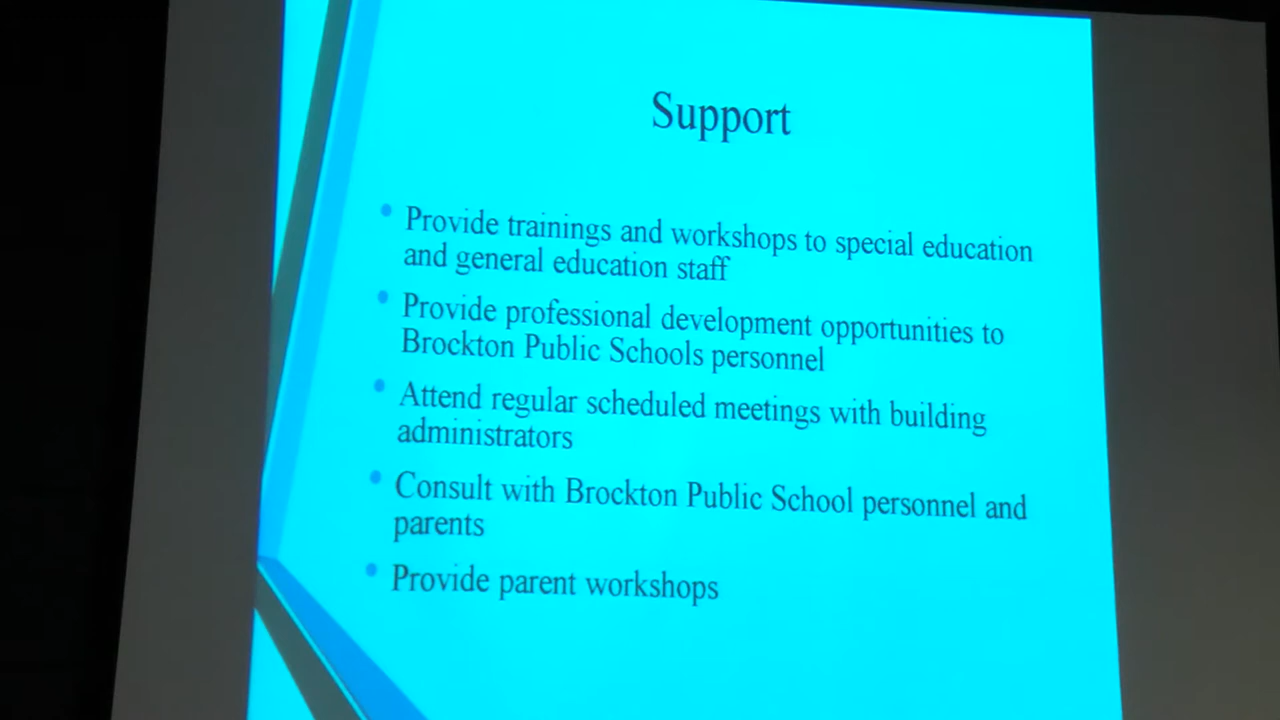 Support
• Provide trainings and workshops to special education
and general education staff
• Provide professional development opportunities to
Brockton Public Schools personnel
• Attend regular scheduled meetings with building
administrators
• Consult with Brockton Public School personnel and
parents
• Provide parent workshops